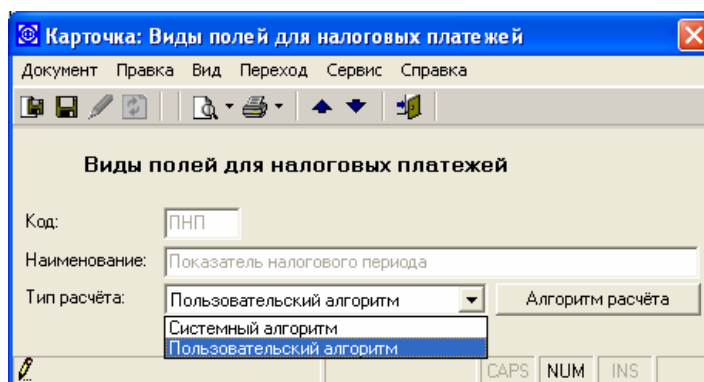 Карточка: Виды полей для налоговых платежей
Документ Правка Вид Переход Сервис Справка
Виды полей для налоговых платежей
Код: ПНП
Наименование: Показатель налогового периода
Тип расчёта: Пользовательский алгоритм Алгоритм расчёта
Системный алгоритм
Пользовательский алгоритм
CAPS NUM INS